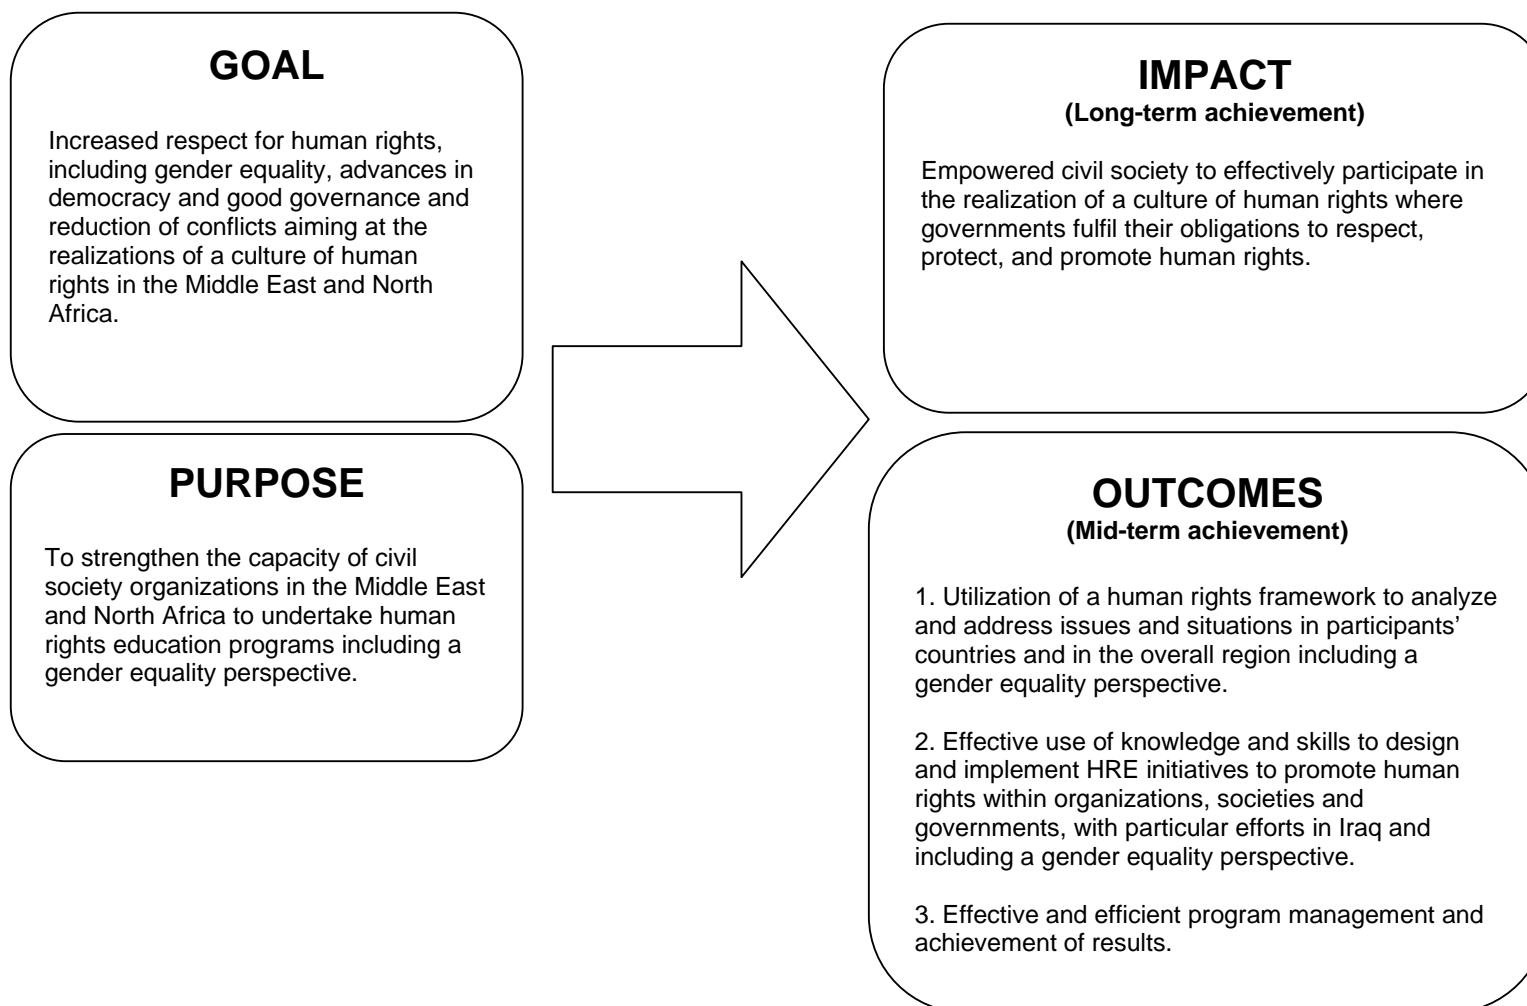 GOAL
Increased respect for human rights,
including gender equality, advances in
democracy and good governance and
reduction of conflicts aiming at the
realizations of a culture of human
rights in the Middle East and North
Africa.
PURPOSE
To strengthen the capacity of civil
society organizations in the Middle East
and North Africa to undertake human
rights education programs including a
gender equality perspective.
IMPACT
(Long-term achievement)
Empowered civil society to effectively participate in
the realization of a culture of human rights where
governments fulfil their obligations to respect,
protect, and promote human rights.
OUTCOMES
(Mid-term achievement)
1. Utilization of a human rights framework to analyze
and address issues and situations in participants’
countries and in the overall region including a
gender equality perspective.
2. Effective use of knowledge and skills to design
and implement HRE initiatives to promote human
rights within organizations, societies and
governments, with particular efforts in Iraq and
including a gender equality perspective.
3. Effective and efficient program management and
achievement of results.